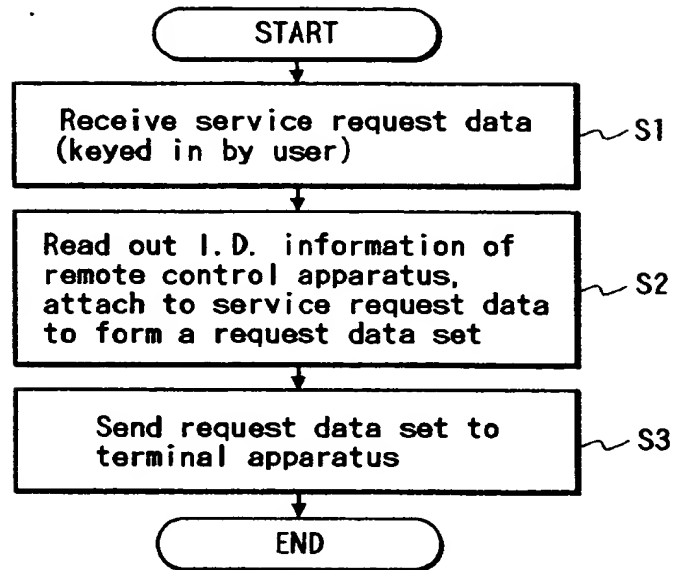 START
Receive service request data
(keyed in by user)
S1
Read out I.D. information of
remote control apparatus,
attach to service request data
to form a request data set
S2
Send request data set to
terminal apparatus
S3
END